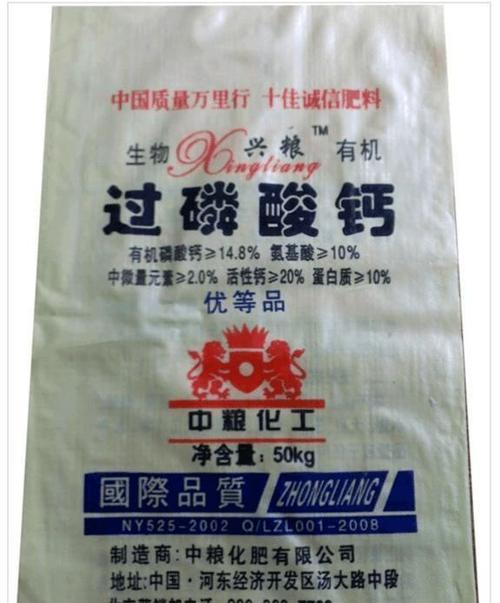 中国质量万里行 十佳诚信肥料
生物 兴粮™ 有机
Xingliang
过磷酸钙
有机磷酸钙≥14.8% 氨基酸≥10%
中微量元素≥2.0% 活性钙≥20% 蛋白质≥10%
优等品
中粮化工
净含量：50kg
國際品質 ZHONGLIANG
NY525-2002 Q/LZL001-2008
制造商：中粮化肥有限公司
地址：中国·河东经济开发区汤大路中段